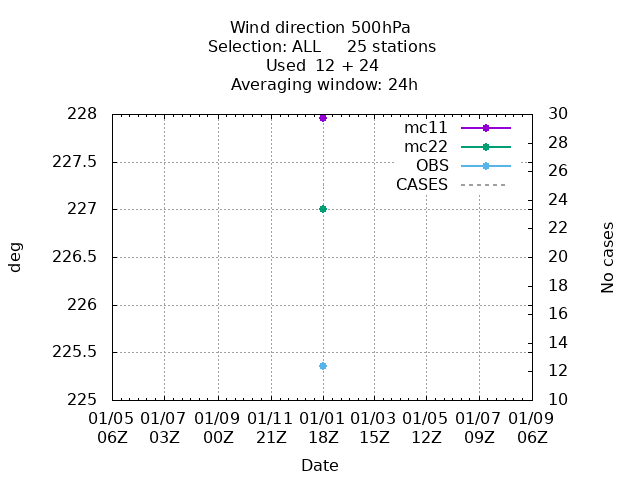 Wind direction 500hPa
Selection: ALL     25 stations
Used  12 + 24
Averaging window: 24h
228
227.5
227
226.5
226
225.5
225
deg
30
28
26
24
22
20
18
16
14
12
10
No cases
mc11
mc22
OBS
CASES
01/05 01/07 01/09 01/11 01/01 01/03 01/05 01/07 01/09
06Z 03Z 00Z 21Z 18Z 15Z 12Z 09Z 06Z
Date